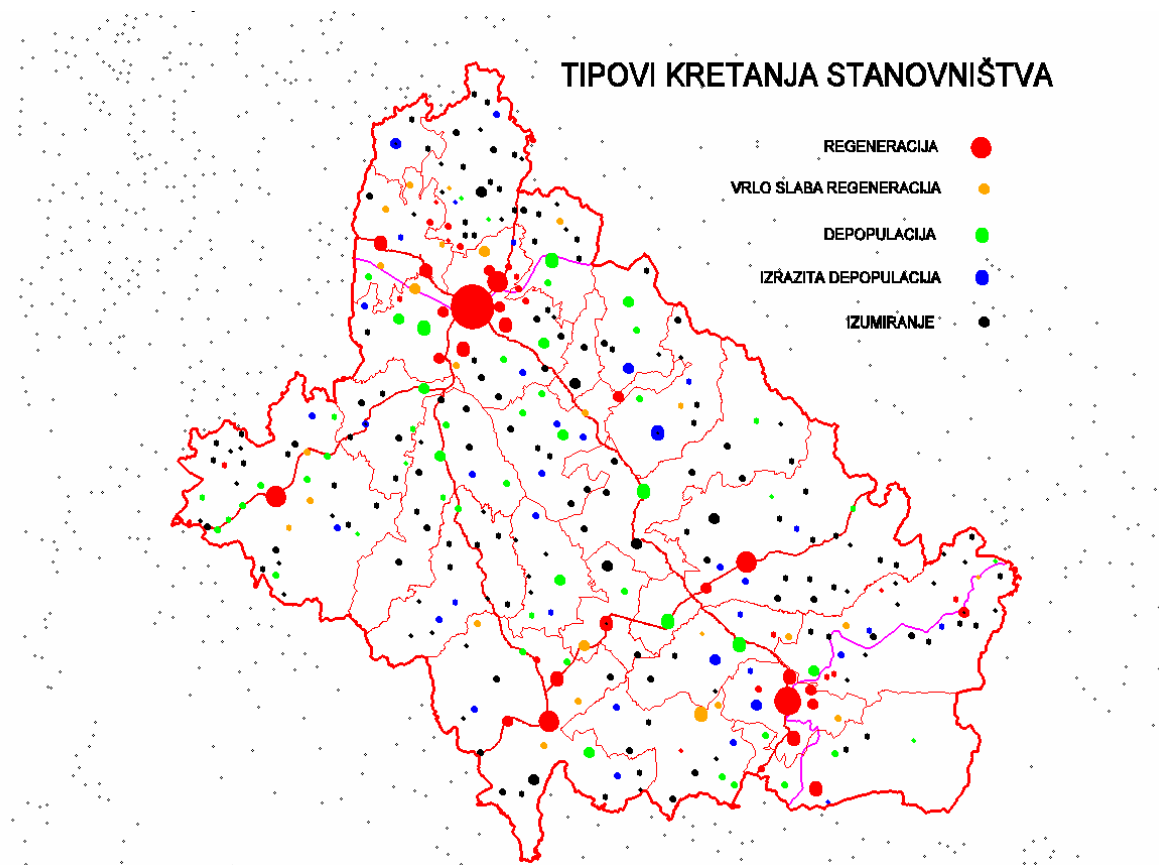 TIPOVI KRETANJA STANOVNIŠTVA
REGENERACIJA
VRLO SLABA REGENERACIJA
DEPOPULACIJA
IZRAZITA DEPOPULACIJA
IZUMIRANJE